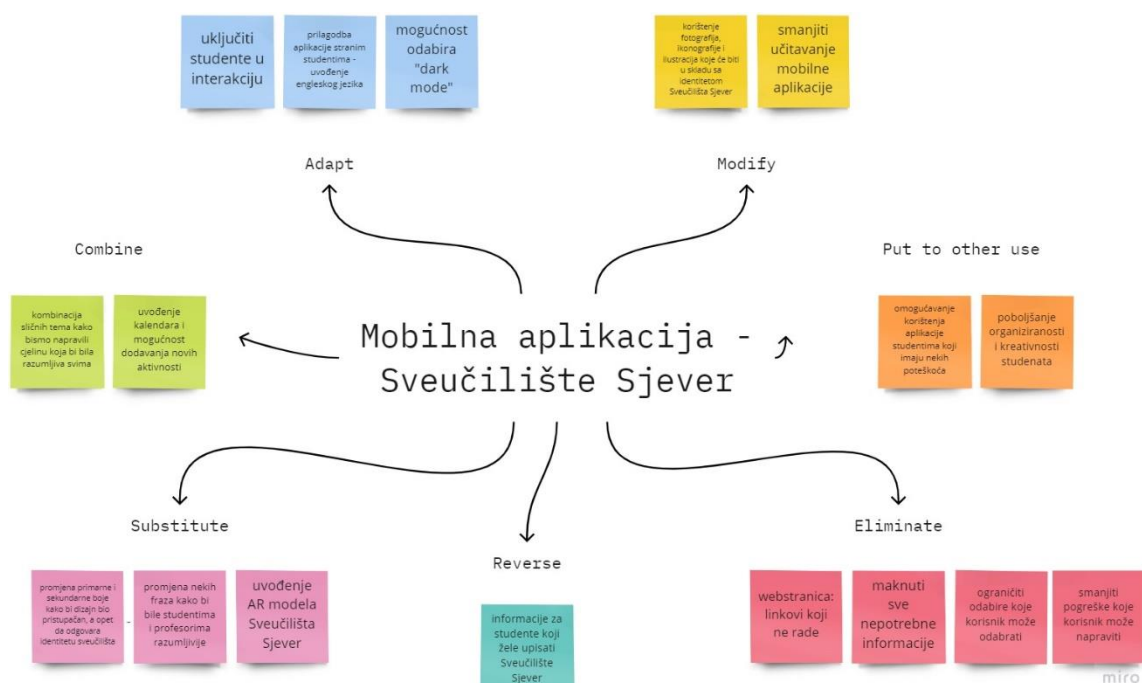 uključiti
studente u
interakciju
prilagodba
aplikacije stranim
studentima -
uvođenje
engleskog jezika
mogućnost
odabira
"dark
mode"
korištenje
fotografija,
ikonografije i
ilustracija koje će biti
u skladu sa
identitetom
Sveučilišta Sjever
smanjiti
učitavanje
mobilne
aplikacije
Adapt
Modify
Combine
Put to other use
kombinacija
sličnih tema kako
bismo napravili
cjelinu koja bi bila
razumljiva svima
uvođenje
kalendara i
mogućnost
dodavanja novih
aktivnosti
Mobilna aplikacija -
Sveučilište Sjever
omogućavanje
korištenja
aplikacije
studentima koji
imaju nekih
poteškoća
poboljšanje
organiziranosti
i kreativnosti
studenata
Substitute
Reverse
Eliminate
promjena primarne i
sekundarne boje
kako bi dizajn bio
pristupačan, a opet
da odgovara
identitetu sveučilišta
-
promjena nekih
fraza kako bi
bile studentima
i profesorima
razumljivije
uvođenje
AR modela
Sveučilišta
Sjever
informacije za
studente koji
žele upisati
Sveučilište
Sjever
webstranica:
linkovi koji
ne rade
maknuti
sve
nepotrebne
informacije
ograničiti
odabire koje
korisnik može
odabrati
smanjiti
pogreške koje
korisnik može
napraviti
miro